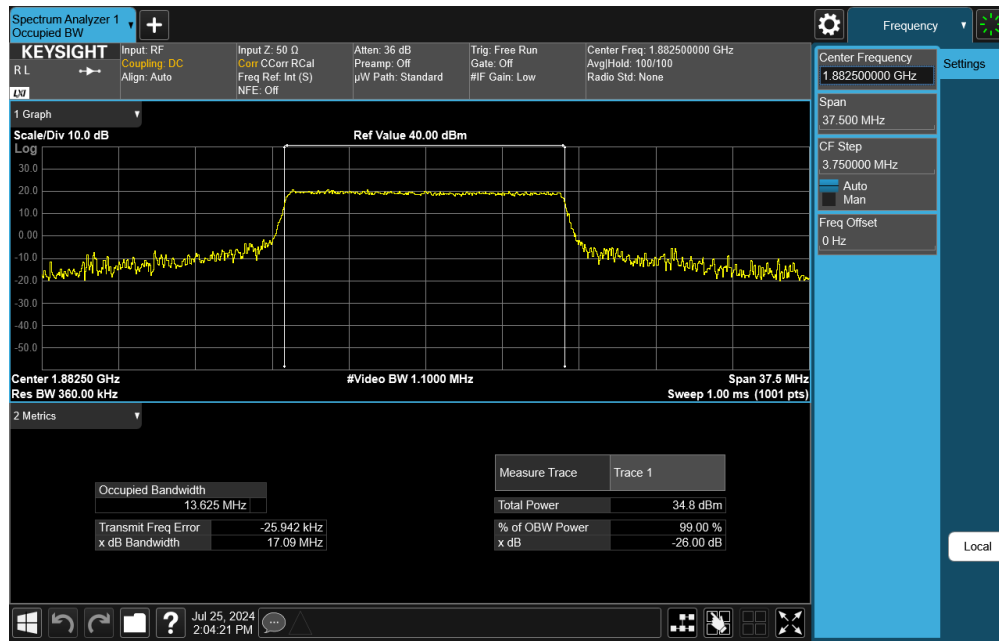 Spectrum Analyzer 1
Occupied BW
Frequency
KEYSIGHT
R L
LXI
Input: RF
Coupling: DC
Align: Auto
Input Z: 50 Ω
Corr CCorr RCal
Freq Ref: Int (S)
NFE: Off
Atten: 36 dB
Preamp: Off
µW Path: Standard
Trig: Free Run
Gate: Off
#IF Gain: Low
Center Freq: 1.882500000 GHz
Avg|Hold: 100/100
Radio Std: None
Center Frequency
1.882500000 GHz
Settings
Span
37.500 MHz
CF Step
3.750000 MHz
Auto
Man
Freq Offset
0 Hz
Local
1 Graph
Scale/Div 10.0 dB
Ref Value 40.00 dBm
Log
30.0
20.0
10.0
0.00
-10.0
-20.0
-30.0
-40.0
-50.0
Center 1.88250 GHz
#Video BW 1.1000 MHz
Span 37.5 MHz
Res BW 360.00 kHz
Sweep 1.00 ms (1001 pts)
2 Metrics
Measure Trace
Trace 1
Occupied Bandwidth
13.625 MHz
Total Power
34.8 dBm
Transmit Freq Error
-25.942 kHz
% of OBW Power
99.00 %
x dB Bandwidth
17.09 MHz
x dB
-26.00 dB
?
Jul 25, 2024
2:04:21 PM